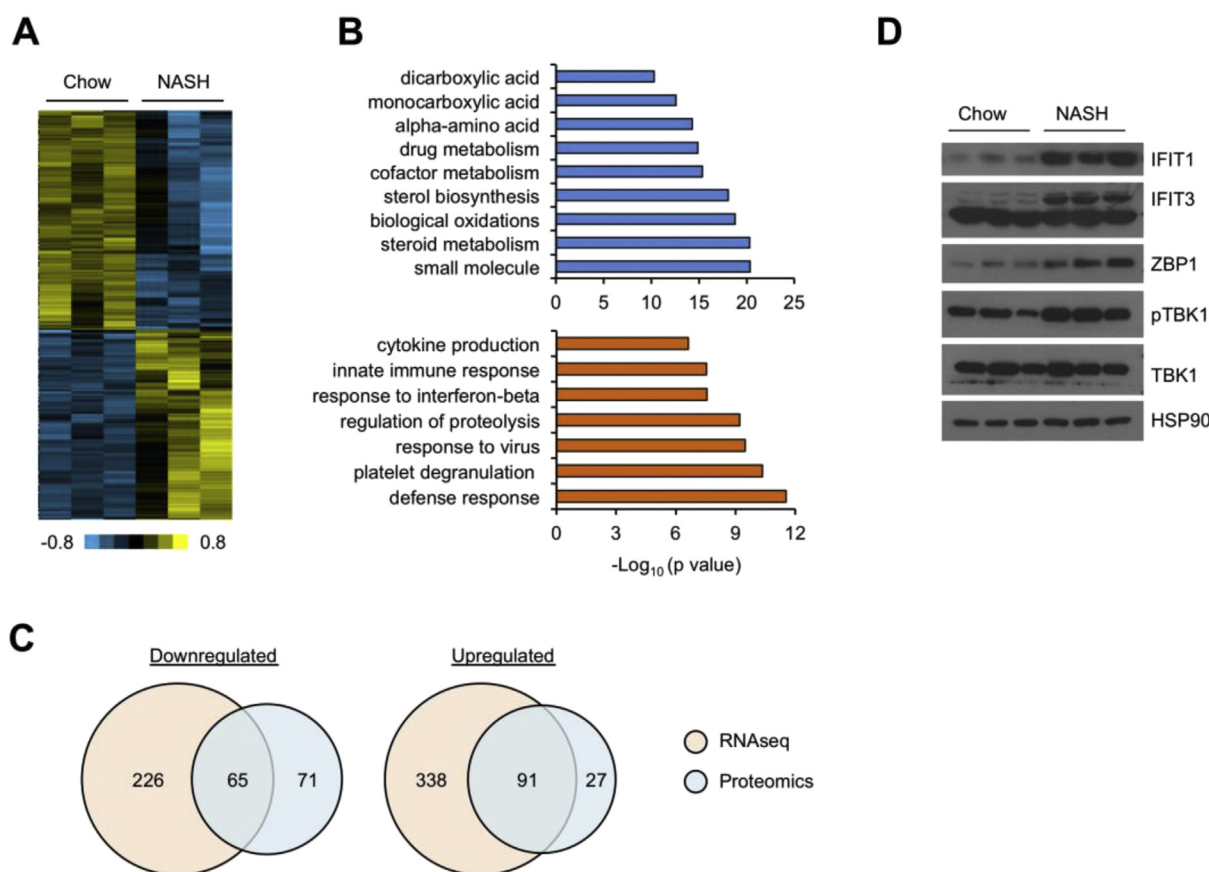 A
Chow NASH
-0.8 0.8
B
dicarboxylic acid
monocarboxylic acid
alpha-amino acid
drug metabolism
cofactor metabolism
sterol biosynthesis
biological oxidations
steroid metabolism
small molecule
0 5 10 15 20 25
cytokine production
innate immune response
response to interferon-beta
regulation of proteolysis
response to virus
platelet degranulation
defense response
0 3 6 9 12
-Log10 (p value)
D
Chow NASH
IFIT1
IFIT3
ZBP1
pTBK1
TBK1
HSP90
C
Downregulated Upregulated
226 65 71 338 91 27
RNAseq
Proteomics